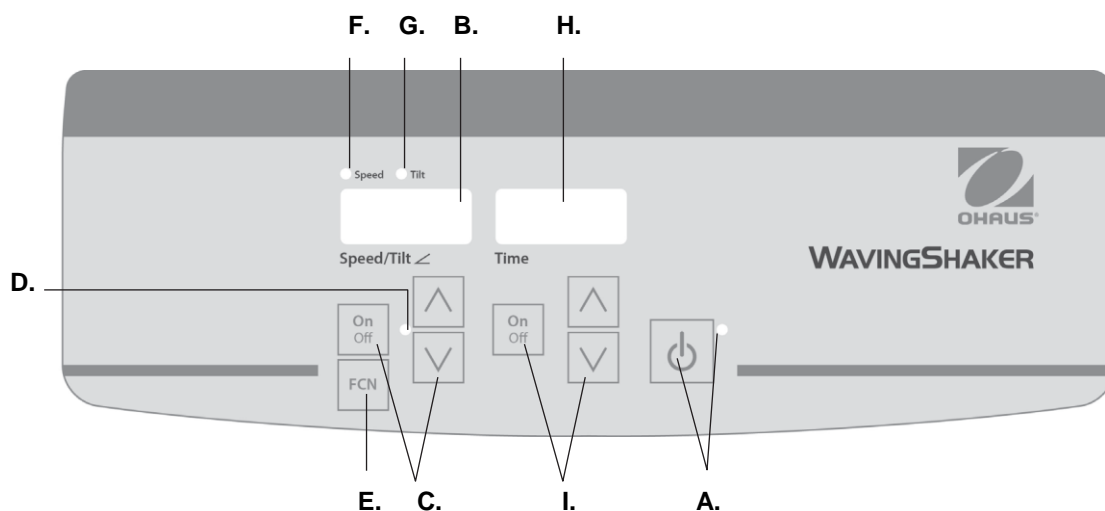 F. G. B. H.
Speed Tilt
OHAUS®
Speed/Tilt Time
WAVINGSHAKER
D.
On On
Off Off
FCN
E. C. I. A.